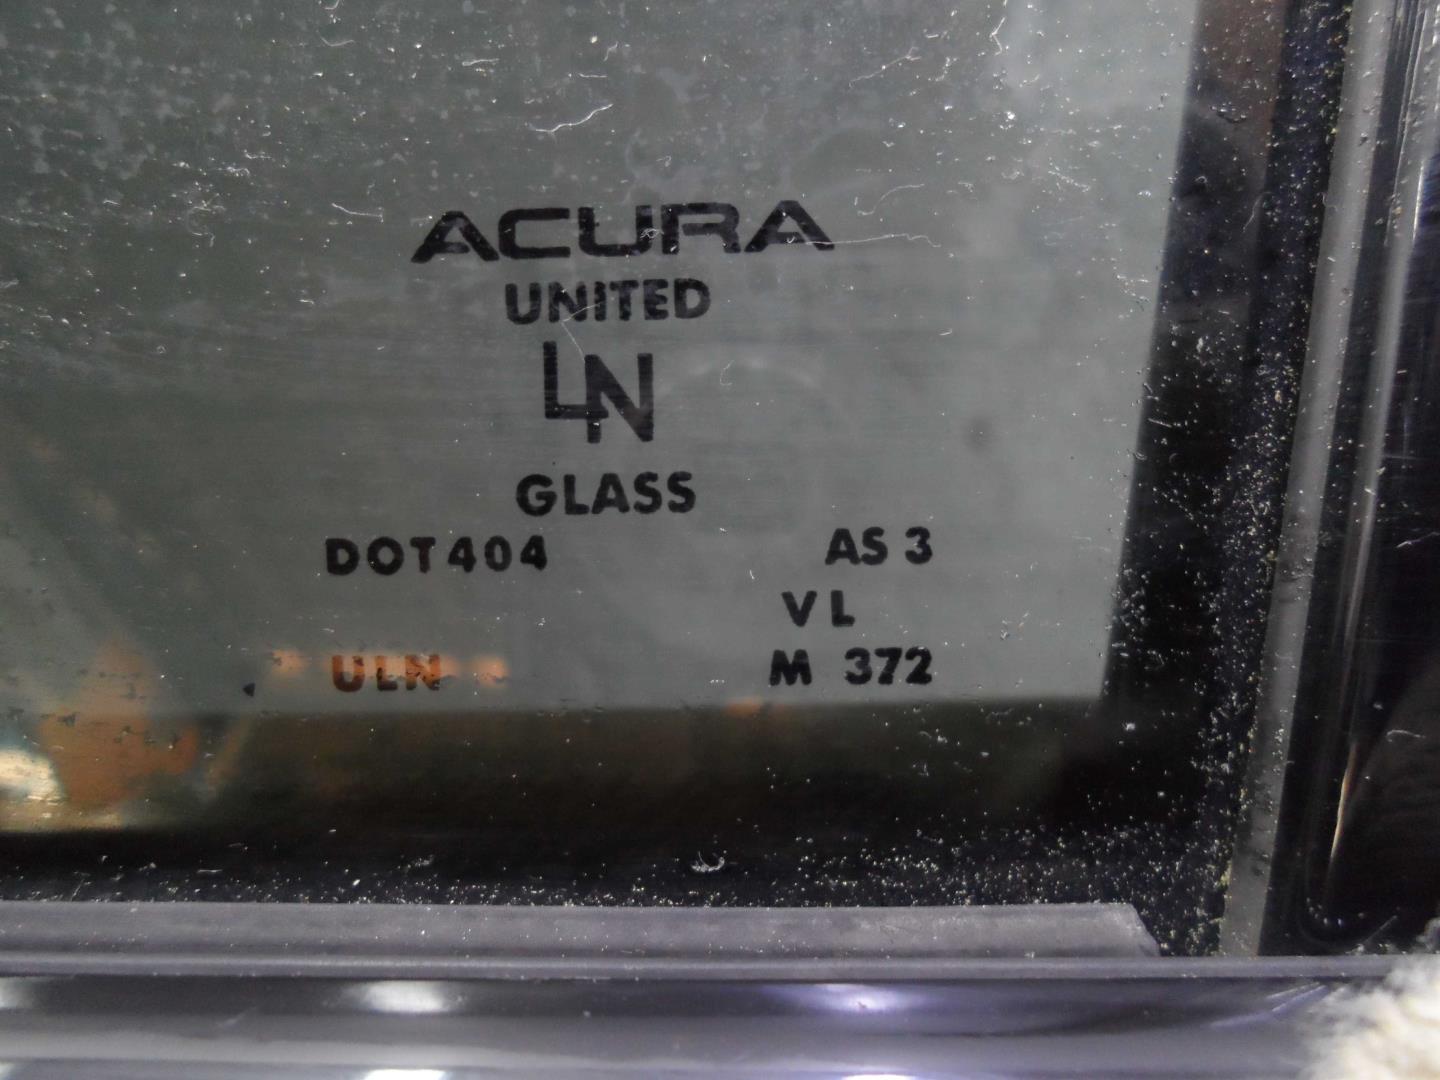 ACURA
UNITED
LN
GLASS
DOT404 AS 3
VL
ULN M 372